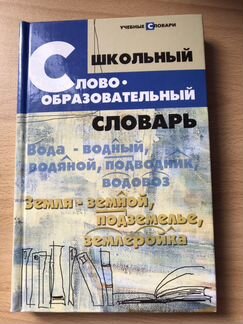 УЧЕБНЫЕ СЛОВАРИ
ШКОЛЬНЫЙ
СЛОВО-
ОБРАЗОВАТЕЛЬНЫЙ
СЛОВАРЬ
Вода - водный,
водяной, подводник,
водовоз
Земля - земной,
подземелье,
землеройка